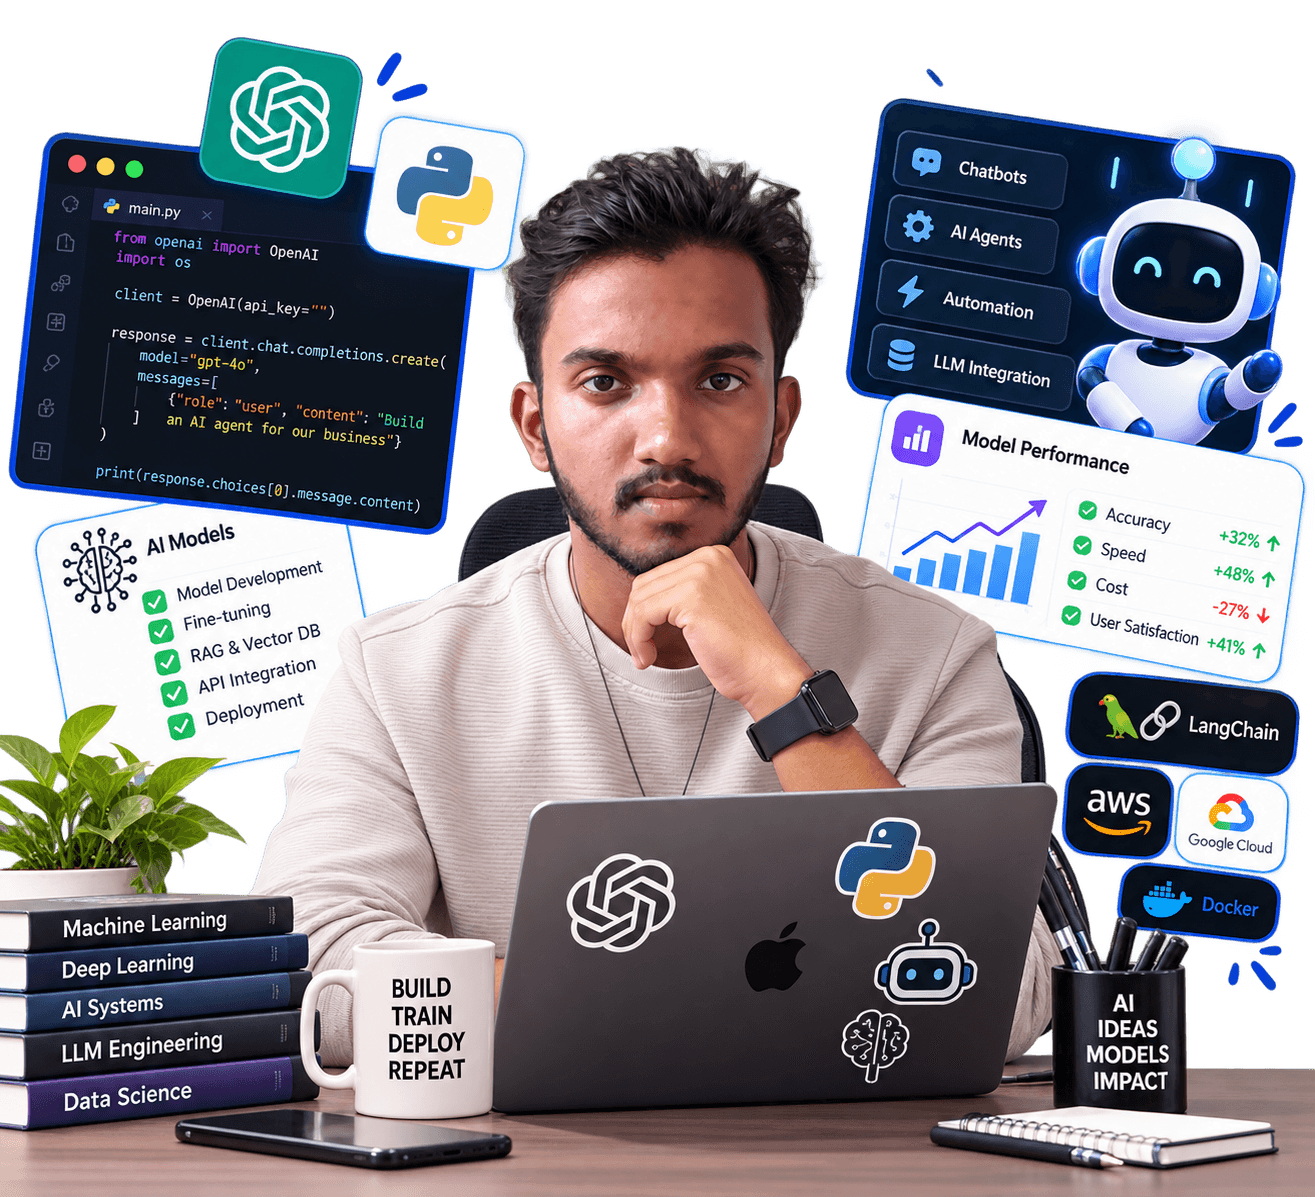 main.py
from openai import OpenAI
import os
client = OpenAI(api_key="")
response = client.chat.completions.create(
model="gpt-4o",
messages=[
{"role": "user", "content": "Build
] an AI agent for our business"}
)
print(response.choices[0].message.content)
AI Models
Model Development
Fine-tuning
RAG & Vector DB
API Integration
Deployment
Chatbots
AI Agents
Automation
LLM Integration
Model Performance
Accuracy +32%
Speed +48%
Cost -27%
User Satisfaction +41%
LangChain
aws
Google Cloud
Docker
Machine Learning
Deep Learning
AI Systems
LLM Engineering
Data Science
BUILD
TRAIN
DEPLOY
REPEAT
AI
IDEAS
MODELS
IMPACT